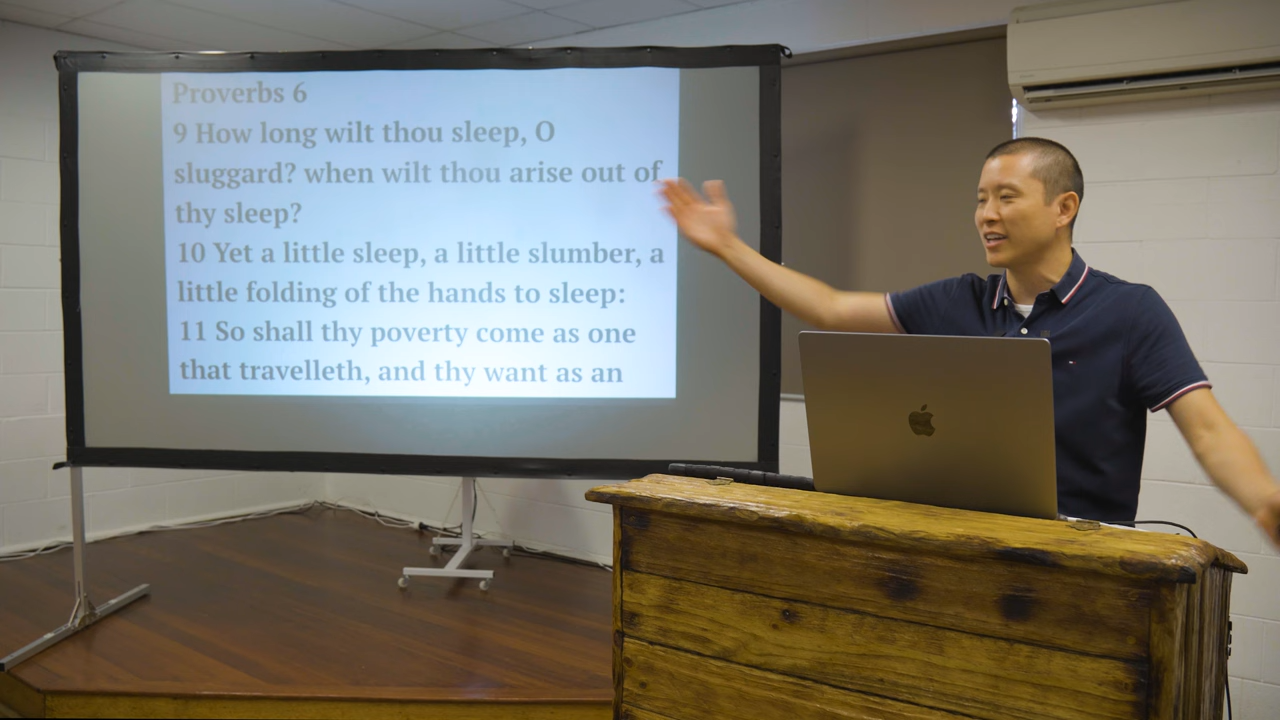 Proverbs 6
9 How long wilt thou sleep, O
sluggard? when wilt thou arise out of
thy sleep?
10 Yet a little sleep, a little slumber, a
little folding of the hands to sleep:
11 So shall thy poverty come as one
that travelleth, and thy want as an